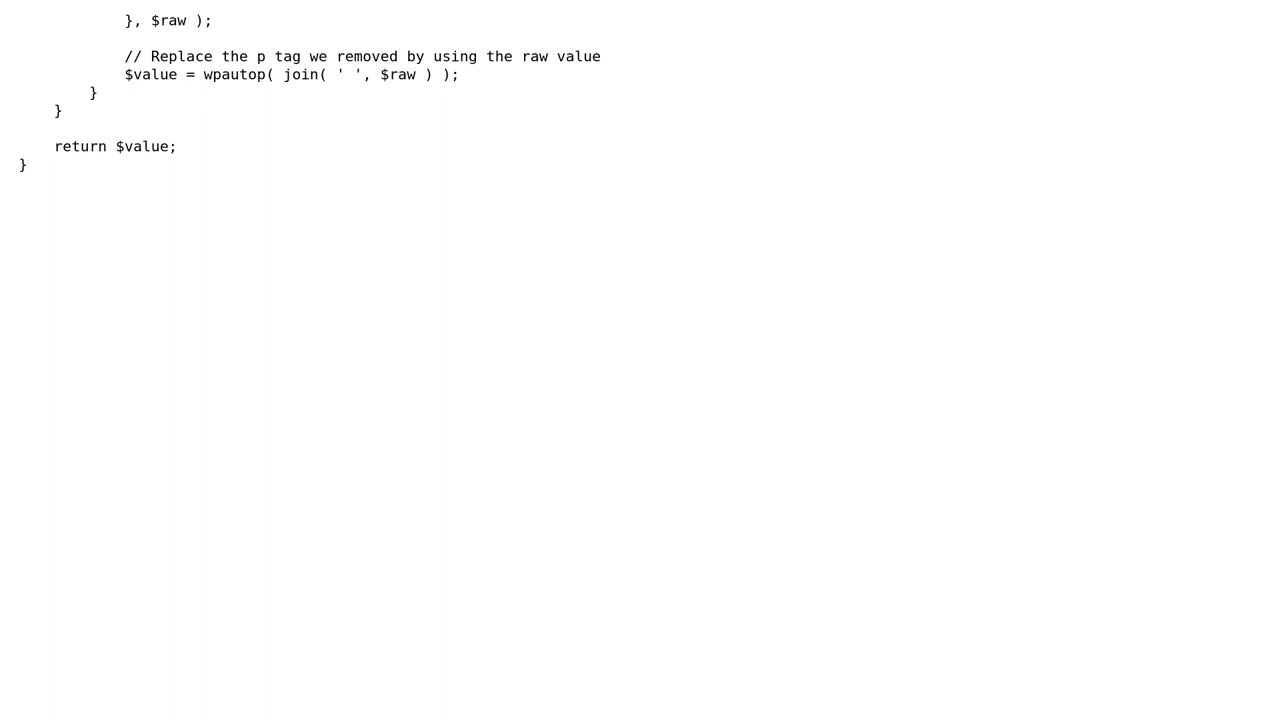 }, $raw );
// Replace the p tag we removed by using the raw value
$value = wpautop( join( ' ', $raw ) );
}
}
return $value;
}